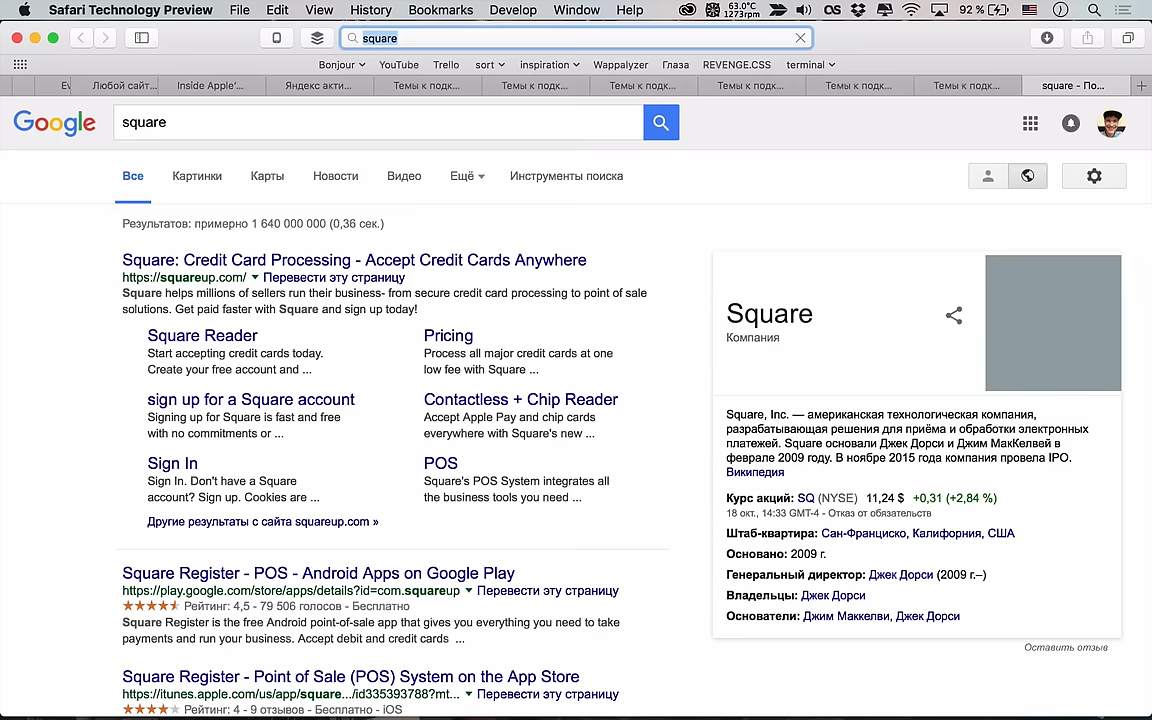 Safari Technology Preview File Edit View History Bookmarks Develop Window Help 63.0°C 1273rpm 92 %
square
Bonjour YouTube Trello sort inspiration Wappalyzer Глаза REVENGE.CSS terminal
Ev Любой сайт... Inside Apple'... Яндекс акти... Темы к подк... Темы к подк... Темы к подк... Темы к подк... Темы к подк... Темы к подк... square - По...
Google square
Все Картинки Карты Новости Видео Ещё Инструменты поиска
Результатов: примерно 1 640 000 000 (0,36 сек.)
Square: Credit Card Processing - Accept Credit Cards Anywhere
https://squareup.com/ Перевести эту страницу
Square helps millions of sellers run their business- from secure credit card processing to point of sale
solutions. Get paid faster with Square and sign up today!
Square Reader
Start accepting credit cards today.
Create your free account and ...
Pricing
Process all major credit cards at one
low fee with Square ...
sign up for a Square account
Signing up for Square is fast and free
with no commitments or ...
Contactless + Chip Reader
Accept Apple Pay and chip cards
everywhere with Square's new ...
Sign In
Sign In. Don't have a Square
account? Sign up. Cookies are ...
POS
Square's POS System integrates all
the business tools you need ...
Другие результаты с сайта squareup.com »
Square Register - POS - Android Apps on Google Play
https://play.google.com/store/apps/details?id=com.squareup Перевести эту страницу
Рейтинг: 4,5 - 79 506 голосов - Бесплатно
Square Register is the free Android point-of-sale app that gives you everything you need to take
payments and run your business. Accept debit and credit cards ...
Square Register - Point of Sale (POS) System on the App Store
https://itunes.apple.com/us/app/square.../id335393788?mt... Перевести эту страницу
Рейтинг: 4 - 9 отзывов - Бесплатно - iOS
Square
Компания
Square, Inc. — американская технологическая компания,
разрабатывающая решения для приёма и обработки электронных
платежей. Square основали Джек Дорси и Джим МакКелвей в
феврале 2009 году. В ноябре 2015 года компания провела IPO.
Википедия
Курс акций: SQ (NYSE) 11,24 $ +0,31 (+2,84 %)
18 окт., 14:33 GMT-4 - Отказ от обязательств
Штаб-квартира: Сан-Франциско, Калифорния, США
Основано: 2009 г.
Генеральный директор: Джек Дорси (2009 г.–)
Владельцы: Джек Дорси
Основатели: Джим Маккелви, Джек Дорси
Оставить отзыв